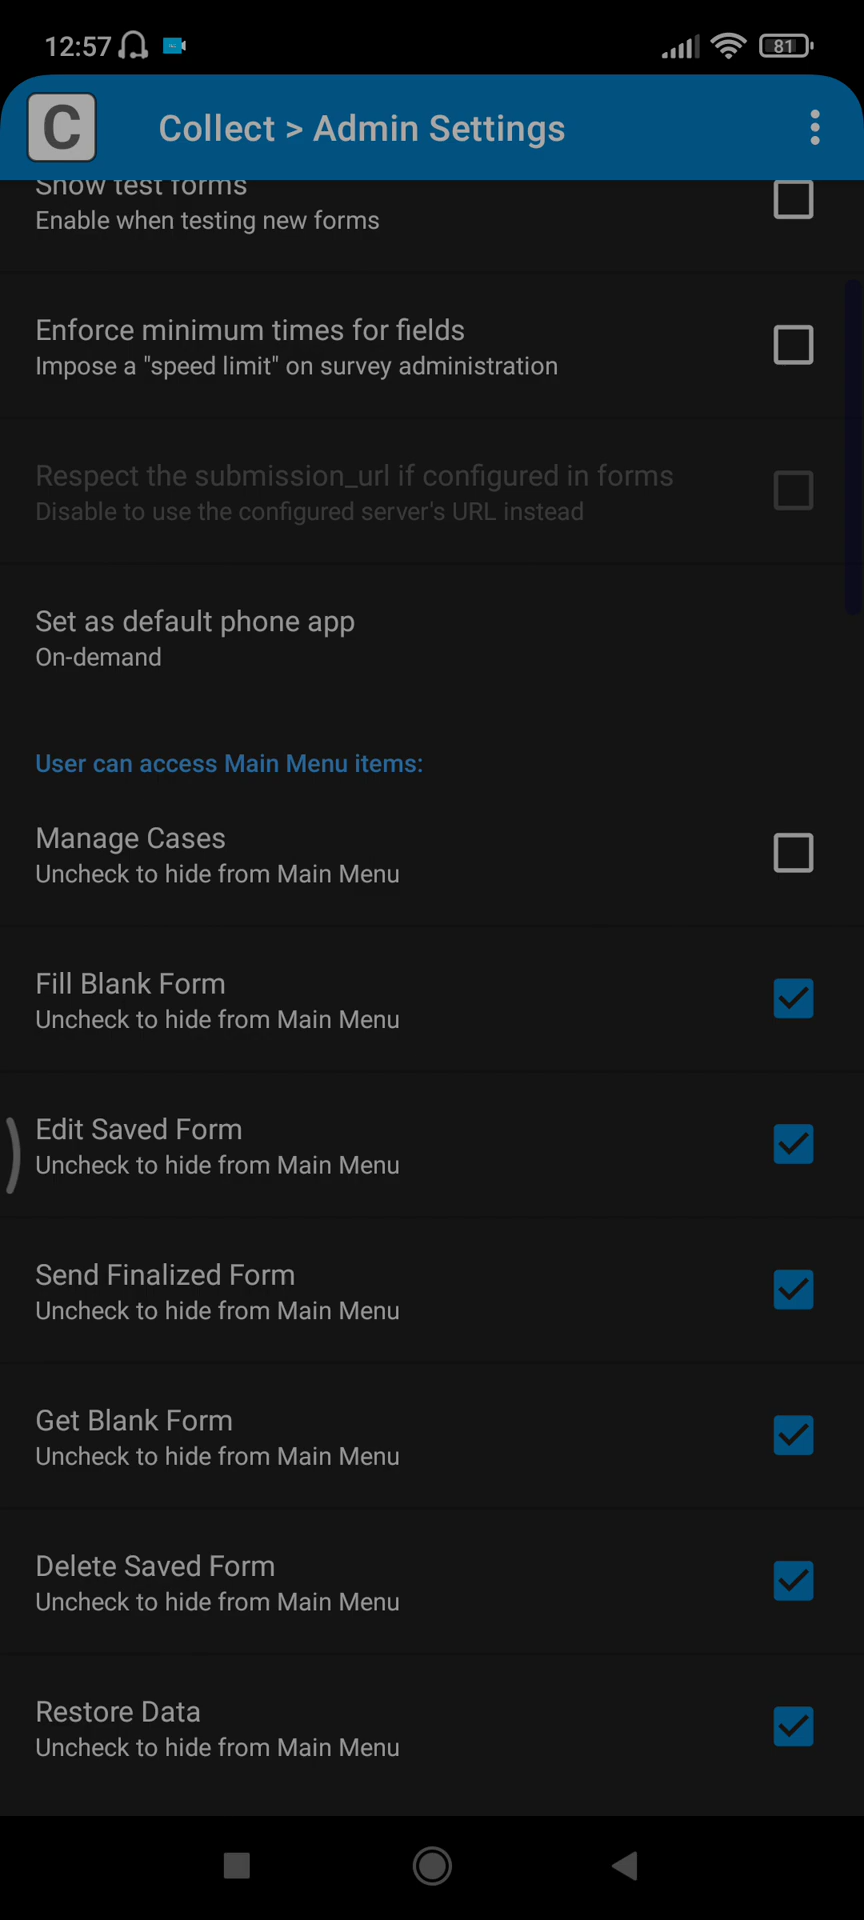 12:57
81
C
Collect > Admin Settings
Show test forms
Enable when testing new forms
Enforce minimum times for fields
Impose a "speed limit" on survey administration
Respect the submission_url if configured in forms
Disable to use the configured server's URL instead
Set as default phone app
On-demand
User can access Main Menu items:
Manage Cases
Uncheck to hide from Main Menu
Fill Blank Form
Uncheck to hide from Main Menu
Edit Saved Form
Uncheck to hide from Main Menu
Send Finalized Form
Uncheck to hide from Main Menu
Get Blank Form
Uncheck to hide from Main Menu
Delete Saved Form
Uncheck to hide from Main Menu
Restore Data
Uncheck to hide from Main Menu